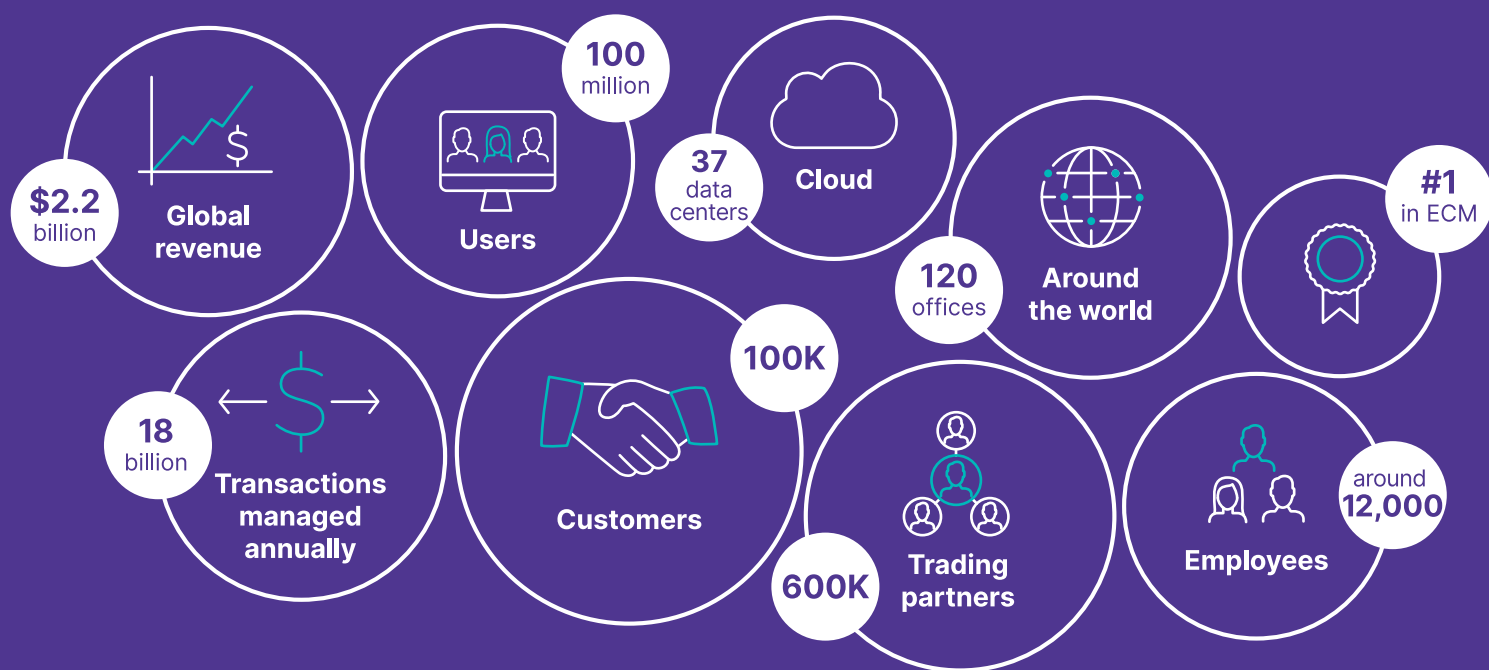 $2.2
billion
Global
revenue
100
million
Users
37
data
centers
Cloud
120
offices
Around
the world
#1
in ECM
18
billion
Transactions
managed
annually
100K
Customers
600K
Trading
partners
around
12,000
Employees